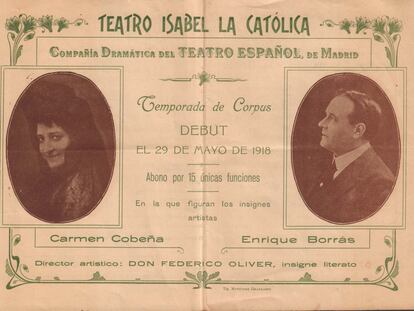 TEATRO ISABEL LA CATÓLICA
COMPAÑÍA DRAMÁTICA DEL TEATRO ESPAÑOL, DE MADRID
Temporada de Corpus
DEBUT
EL 29 DE MAYO DE 1918
Abono por 15 únicas funciones
En la que figuran los insignes
artistas
Carmen Cobeña
Enrique Borrás
Director artístico: DON FEDERICO OLIVER, insigne literato